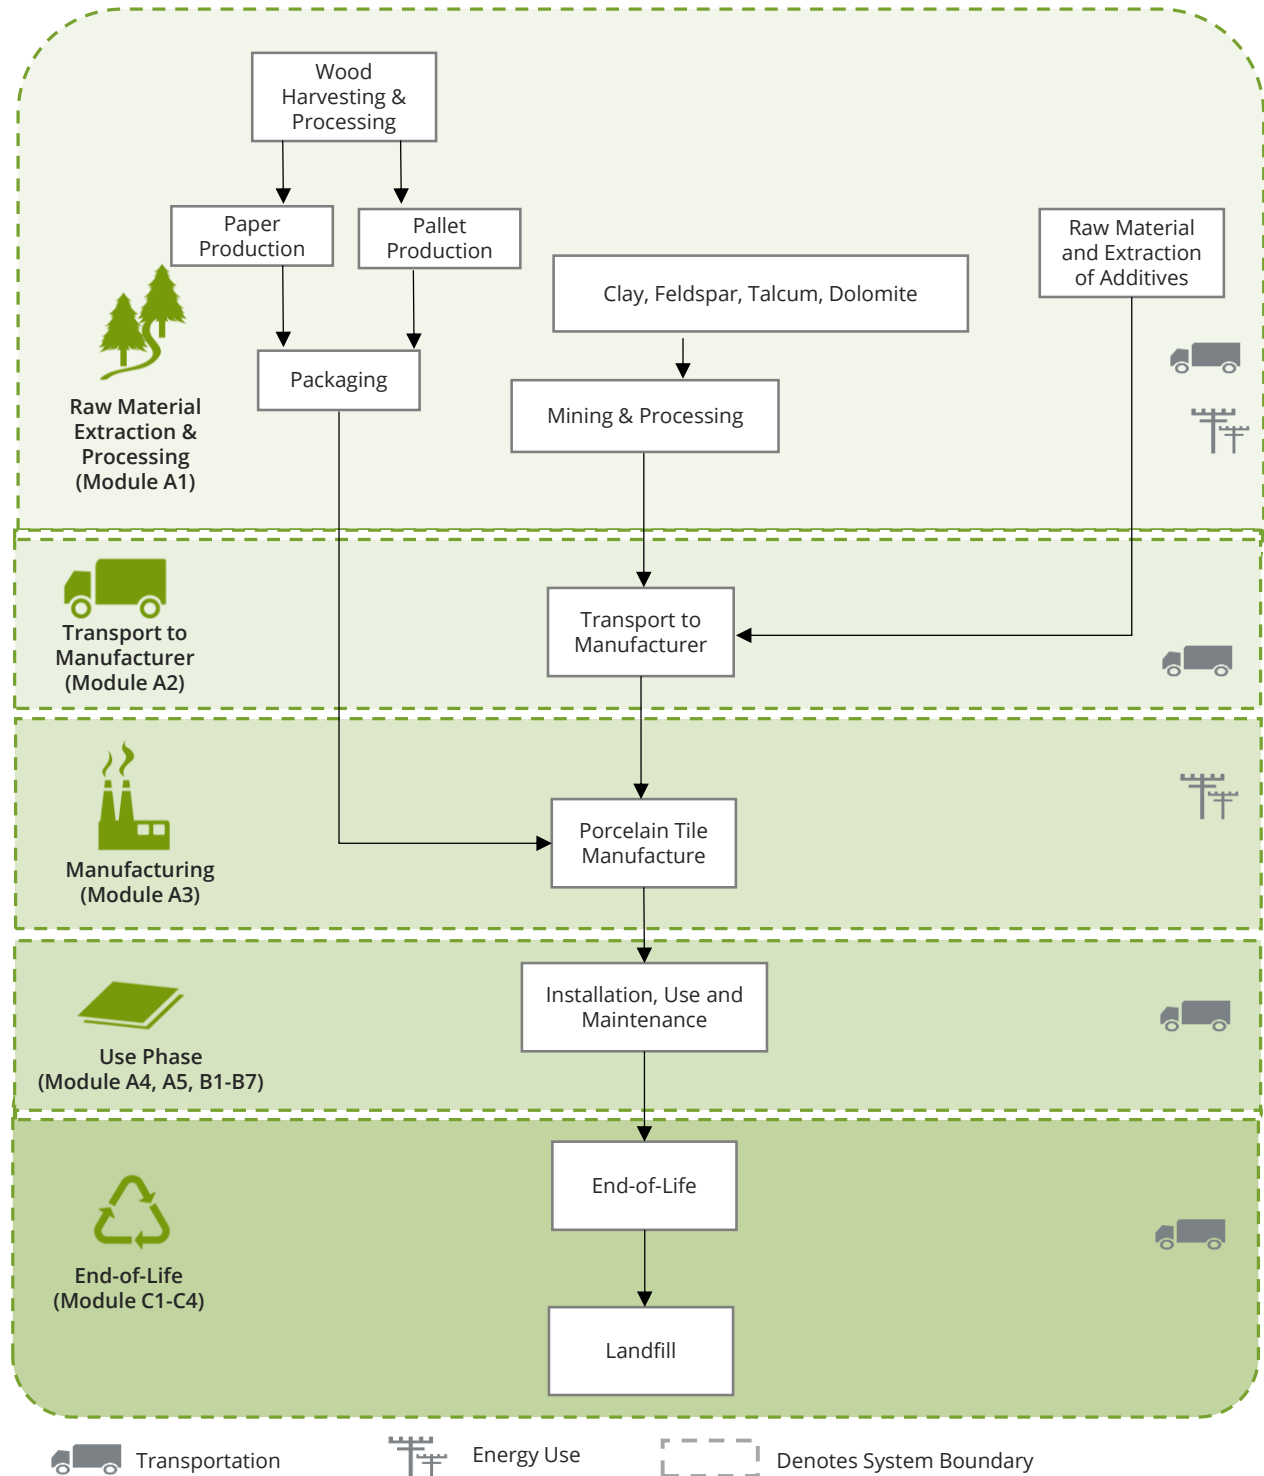 Wood
Harvesting &
Processing
Paper
Production
Pallet
Production
Raw Material
and Extraction
of Additives
Clay, Feldspar, Talcum, Dolomite
Packaging
Mining & Processing
Raw Material
Extraction &
Processing
(Module A1)
Transport to
Manufacturer
(Module A2)
Transport to
Manufacturer
Porcelain Tile
Manufacture
Manufacturing
(Module A3)
Installation, Use and
Maintenance
Use Phase
(Module A4, A5, B1-B7)
End-of-Life
End-of-Life
(Module C1-C4)
Landfill
Transportation
Energy Use
Denotes System Boundary